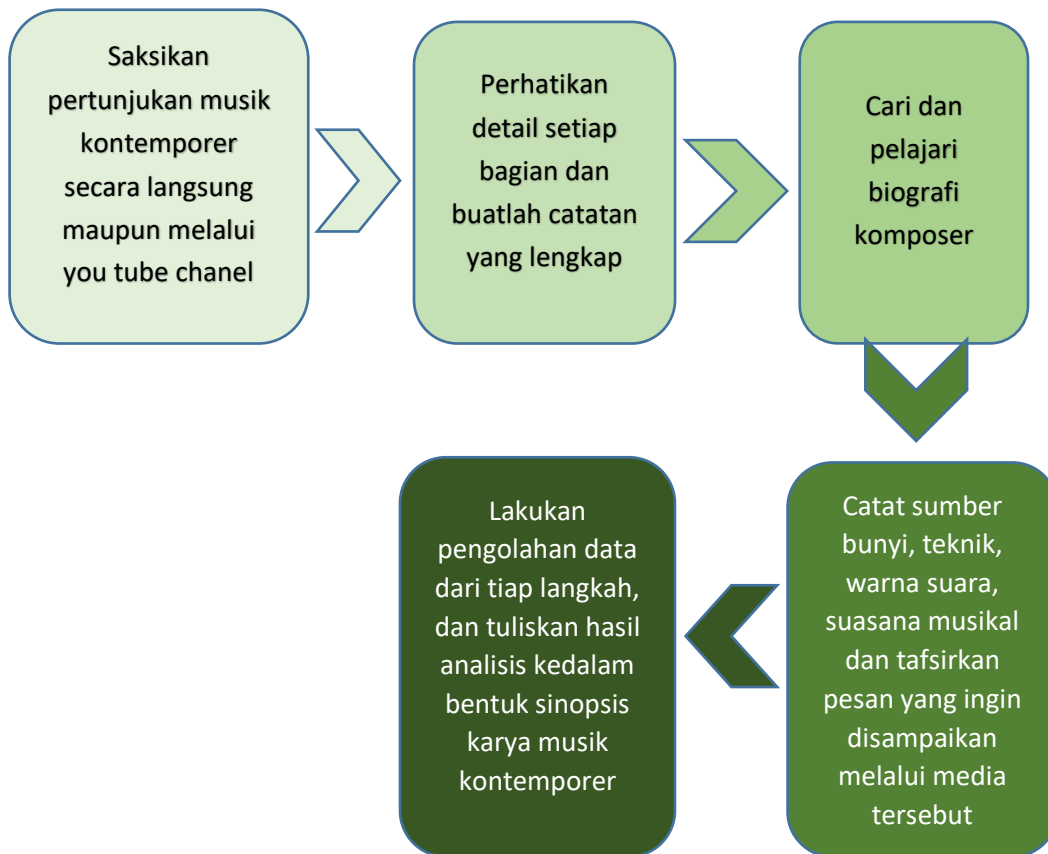 Saksikan
pertunjukan musik
kontemporer
secara langsung
maupun melalui
you tube chanel
Perhatikan
detail setiap
bagian dan
buatlah catatan
yang lengkap
Cari dan
pelajari
biografi
komposer
Catat sumber
bunyi, teknik,
warna suara,
suasana musikal
dan tafsirkan
pesan yang ingin
disampaikan
melalui media
tersebut
Lakukan
pengolahan data
dari tiap langkah,
dan tuliskan hasil
analisis kedalam
bentuk sinopsis
karya musik
kontemporer